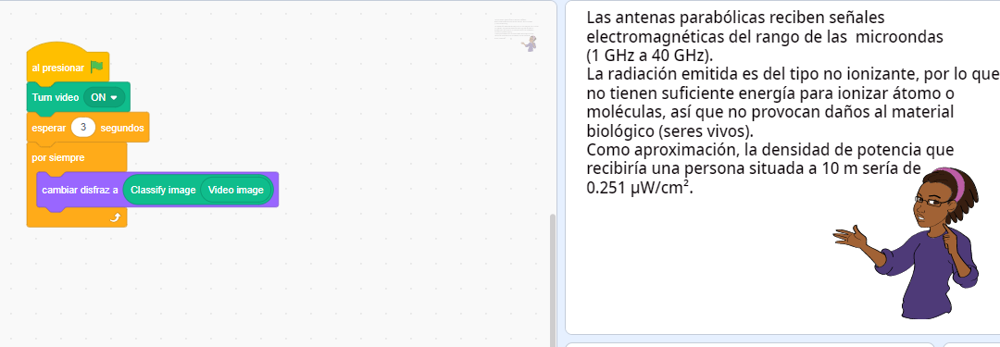 al presionar
Turn video ON
esperar 3 segundos
por siempre
cambiar disfraz a Classify image Video image
Las antenas parabólicas reciben señales
electromagnéticas del rango de las microondas
(1 GHz a 40 GHz).
La radiación emitida es del tipo no ionizante, por lo que
no tienen suficiente energía para ionizar átomo o
moléculas, así que no provocan daños al material
biológico (seres vivos).
Como aproximación, la densidad de potencia que
recibiría una persona situada a 10 m sería de
0.251 μW/cm².